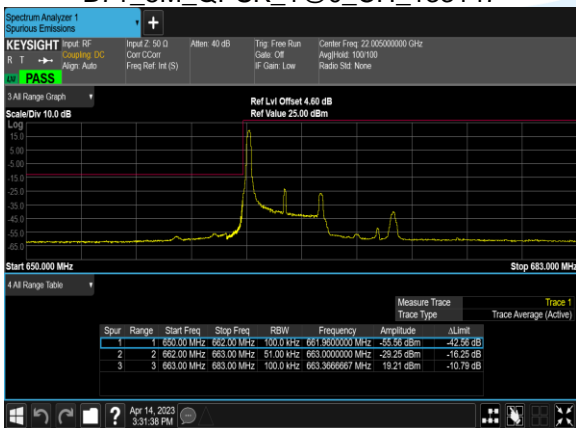 Spectrum Analyzer 1
Spurious Emissions
+
KEYSIGHT Input: RF Input Z: 50 Ω Atten: 40 dB Trig: Free Run Center Freq: 22.005000000 GHz
R T Coupling: DC Corr CCorr Gate: Off Avg|Hold: 100/100
Align: Auto Freq Ref: Int (S) IF Gain: Low Radio Std: None
PASS
3 All Range Graph
Ref Lvl Offset 4.60 dB
Scale/Div 10.0 dB Ref Value 25.00 dBm
Log
15.0
5.00
-5.00
-15.0
-25.0
-35.0
-45.0
-55.0
-65.0
Start 650.000 MHz Stop 683.000 MHz
4 All Range Table
Measure Trace Trace 1
Trace Type Trace Average (Active)
Spur Range Start Freq Stop Freq RBW Frequency Amplitude ΔLimit
1 1 650.00 MHz 662.00 MHz 100.0 kHz 661.9600000 MHz -55.56 dBm -42.56 dB
2 2 662.00 MHz 663.00 MHz 51.00 kHz 663.0000000 MHz -29.25 dBm -16.25 dB
3 3 663.00 MHz 683.00 MHz 100.0 kHz 663.3666667 MHz 19.21 dBm -10.79 dB
? Apr 14, 2023
3:31:38 PM